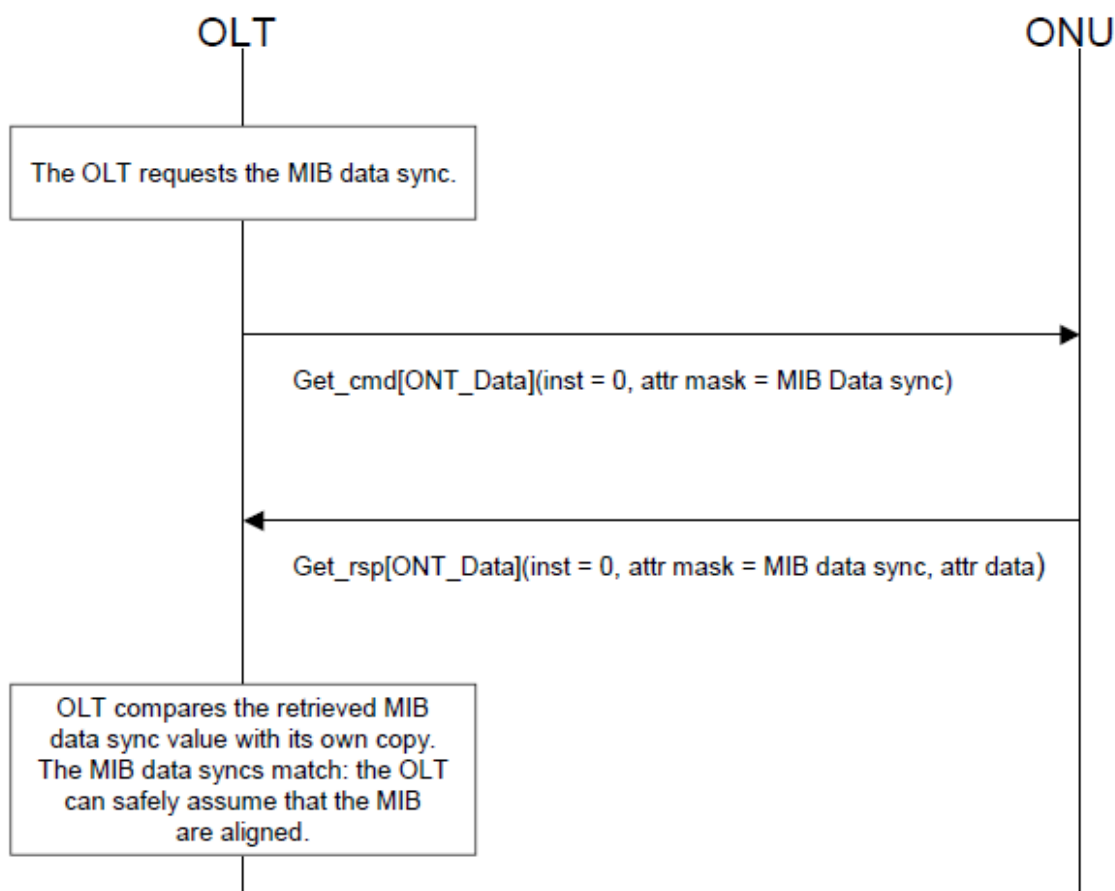 OLT
ONU
The OLT requests the MIB data sync.
Get_cmd[ONT_Data](inst = 0, attr mask = MIB Data sync)
Get_rsp[ONT_Data](inst = 0, attr mask = MIB data sync, attr data)
OLT compares the retrieved MIB
data sync value with its own copy.
The MIB data syncs match: the OLT
can safely assume that the MIB
are aligned.